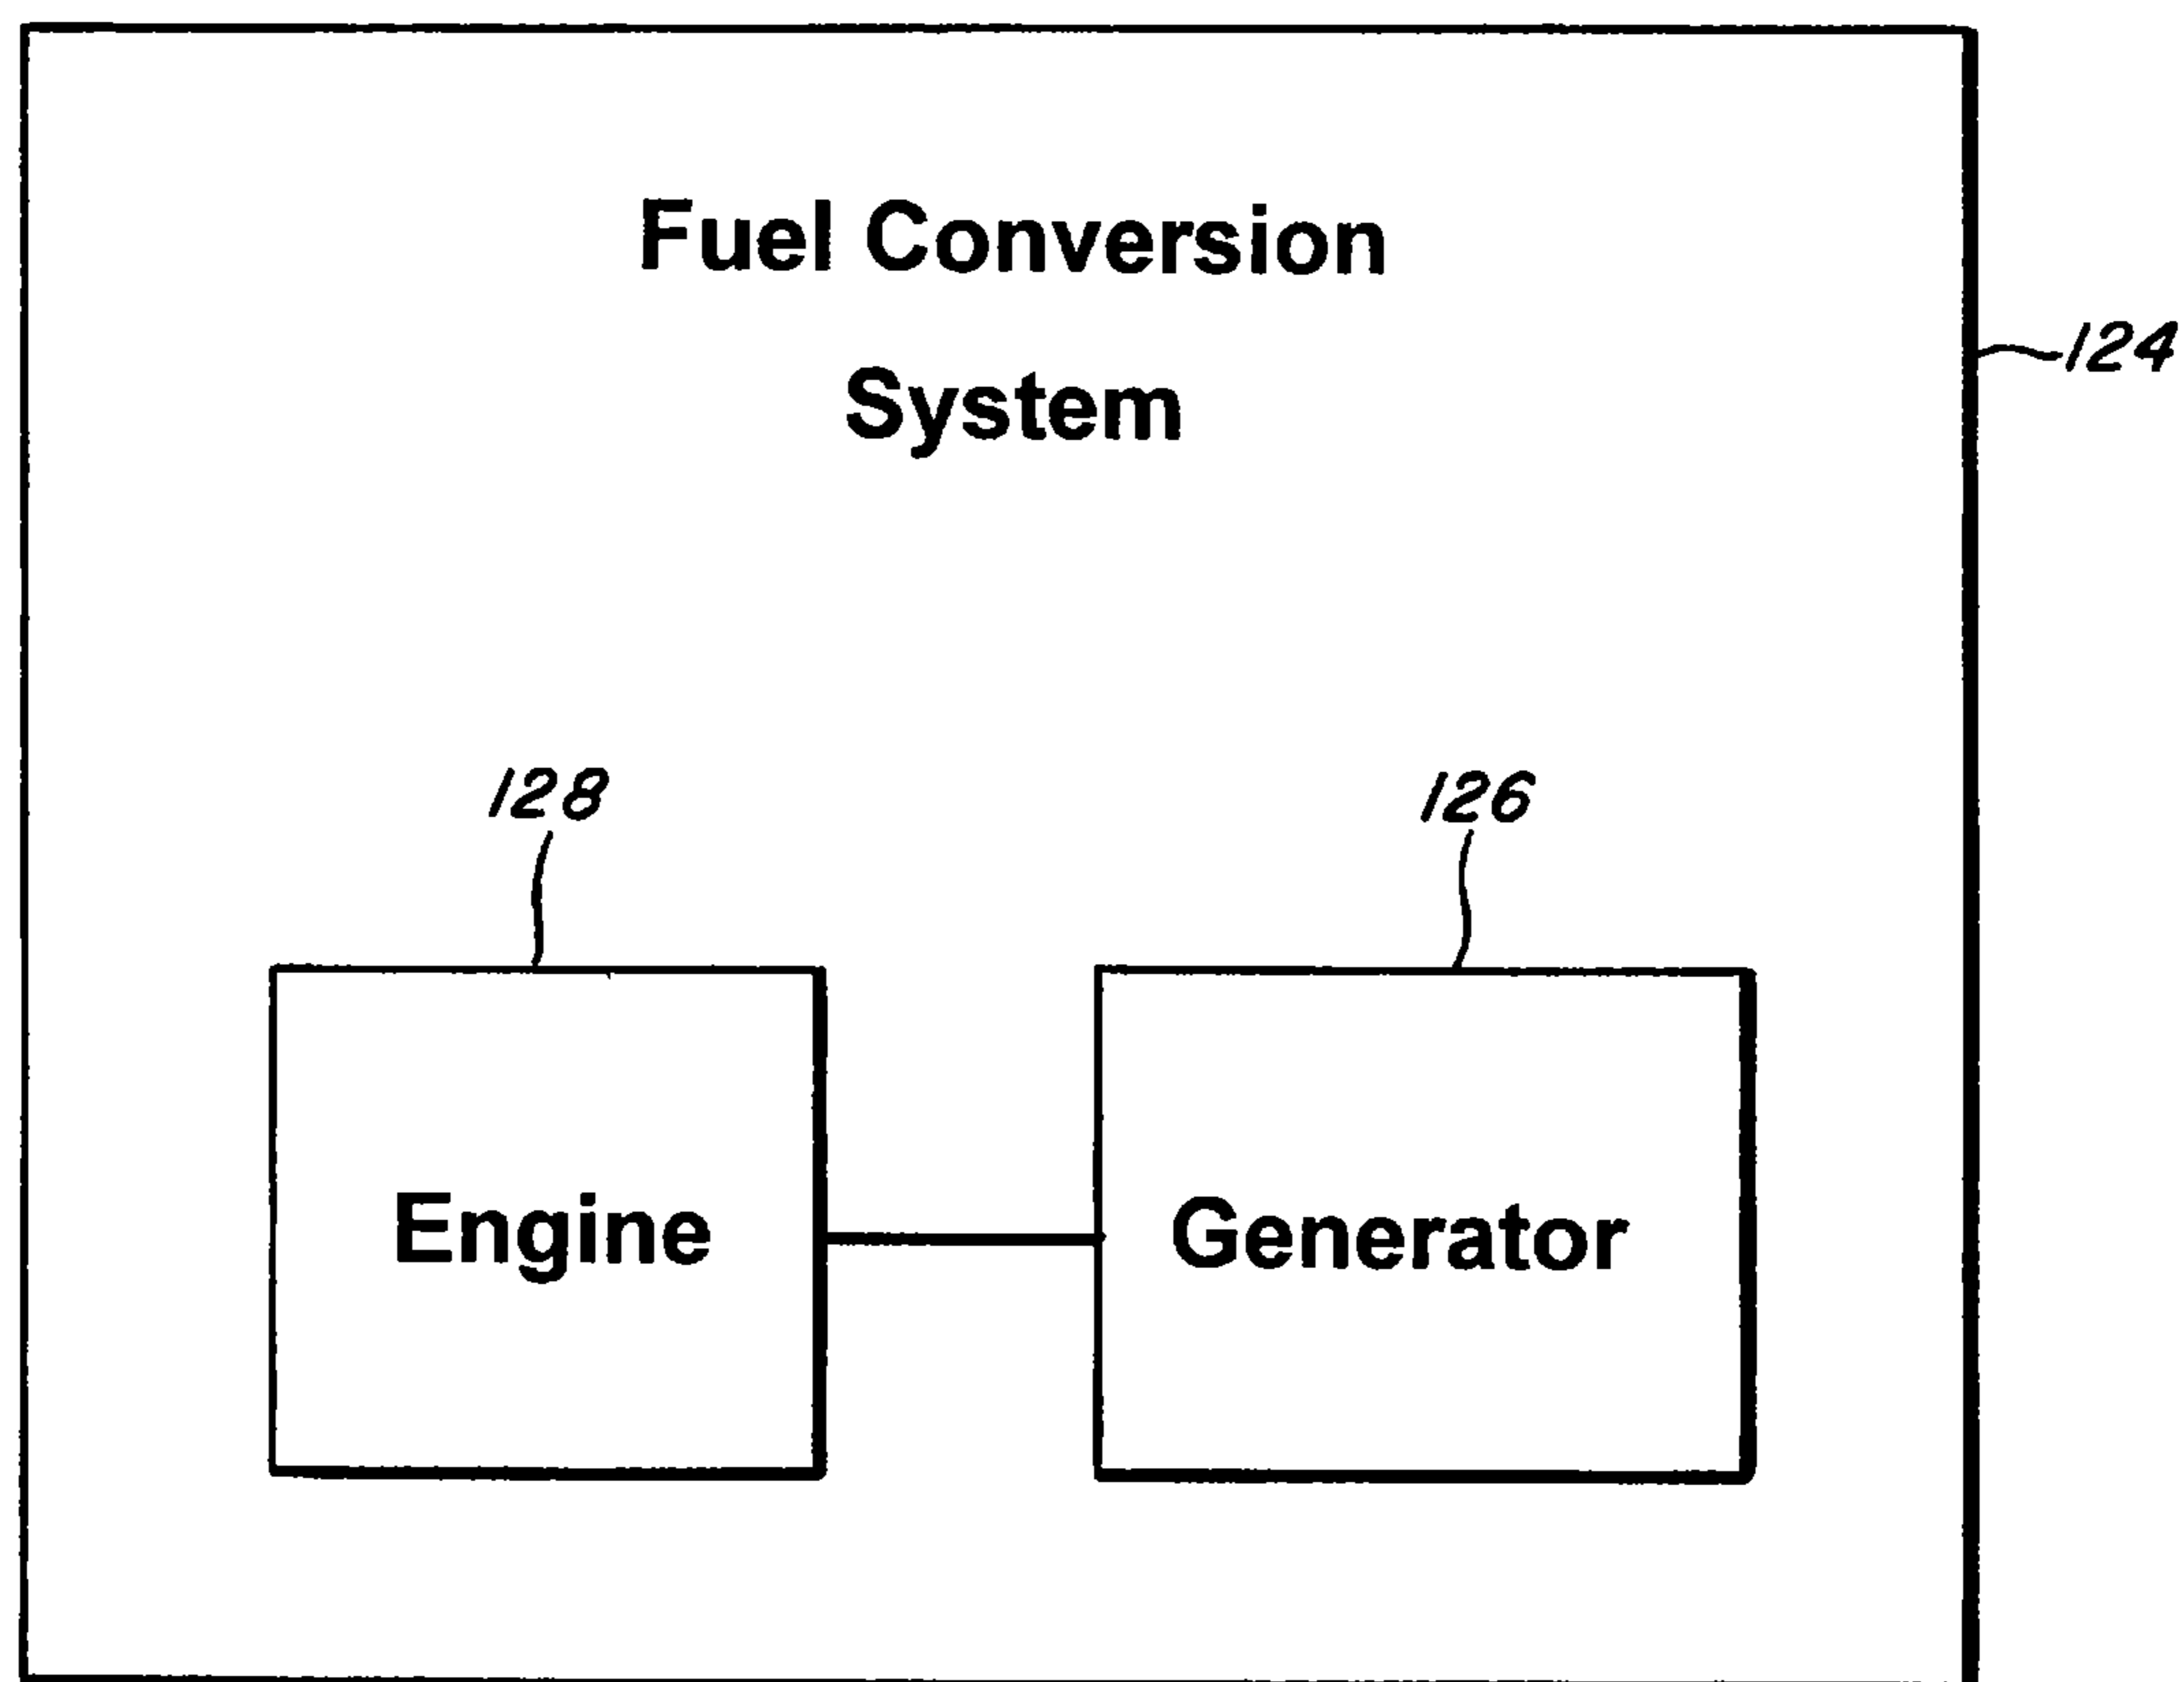 Fuel Conversion
System
124
128
126
Engine
Generator